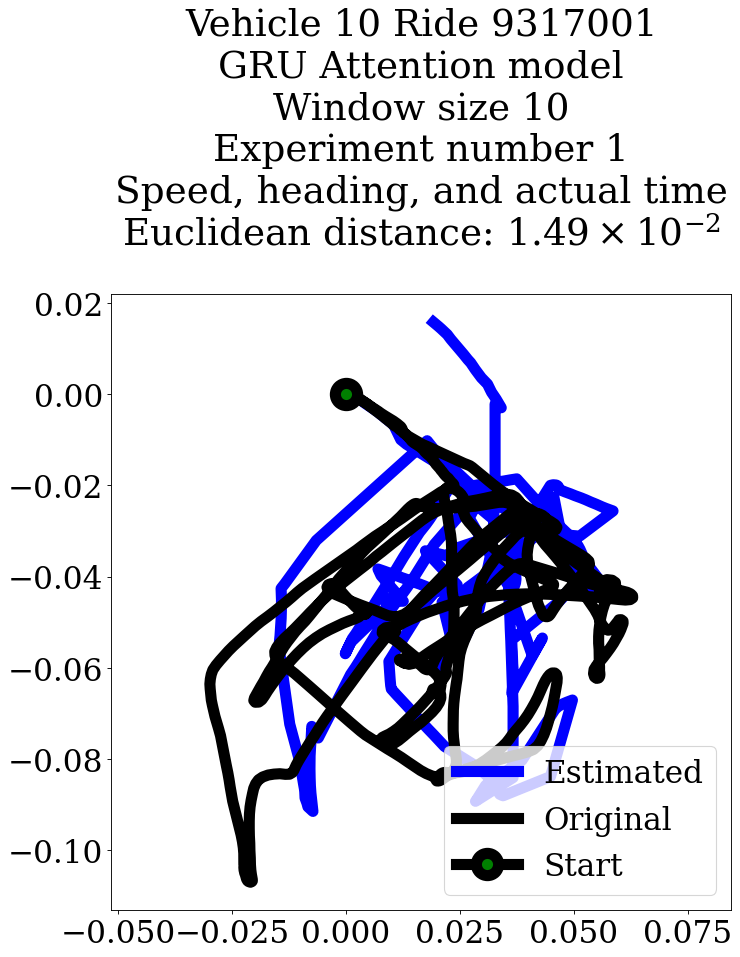 Vehicle 10 Ride 9317001
GRU Attention model
Window size 10
Experiment number 1
Speed, heading, and actual time
Euclidean distance: 1.49 × 10⁻²
0.02
0.00
−0.02
−0.04
−0.06
−0.08
−0.10
Estimated
Original
Start
−0.050 −0.025 0.000 0.025 0.050 0.075